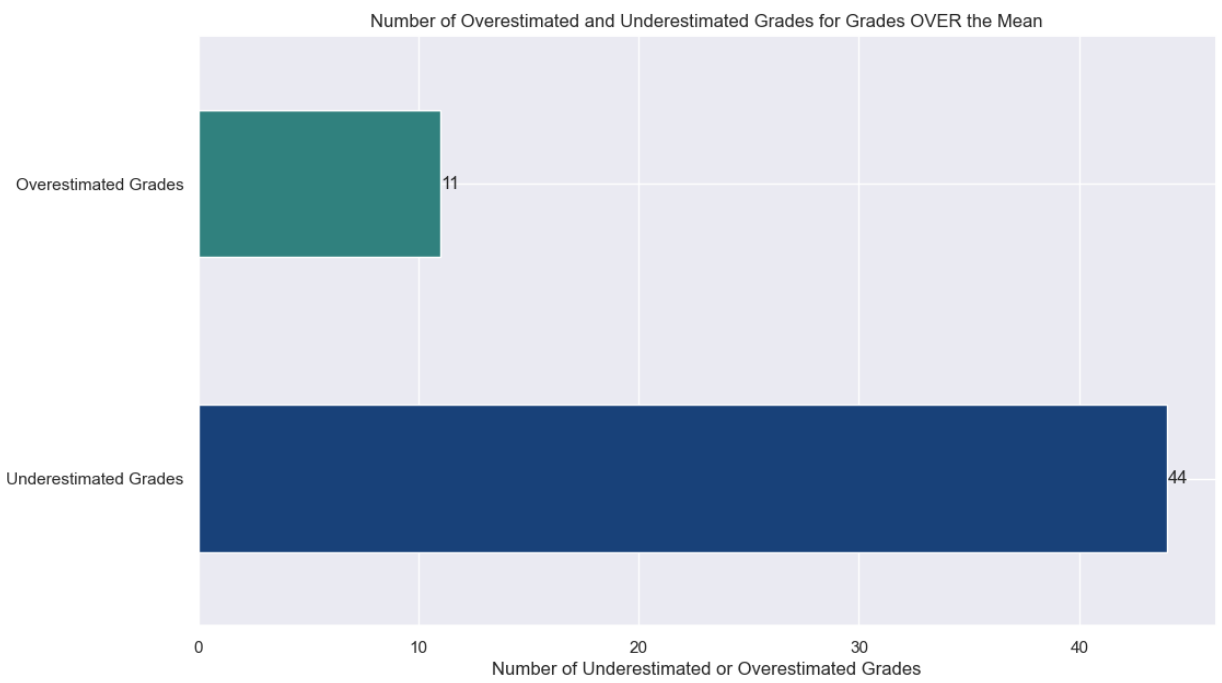 Number of Overestimated and Underestimated Grades for Grades OVER the Mean
Overestimated Grades
11
Underestimated Grades
44
0 10 20 30 40
Number of Underestimated or Overestimated Grades